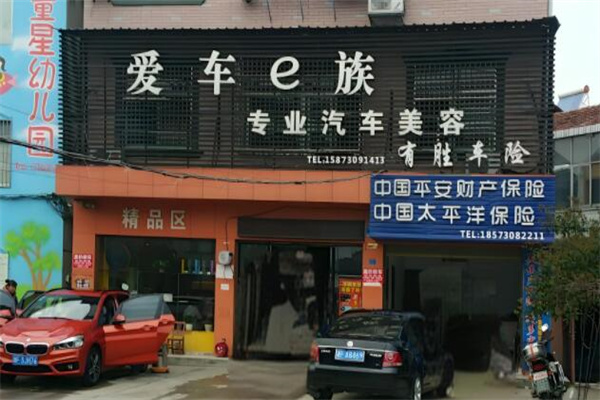 童星幼儿园
爱车e族
专业汽车美容
TEL:15873091413
有胜车险
中国平安财产保险
中国太平洋保险
TEL:18573082211
精品区